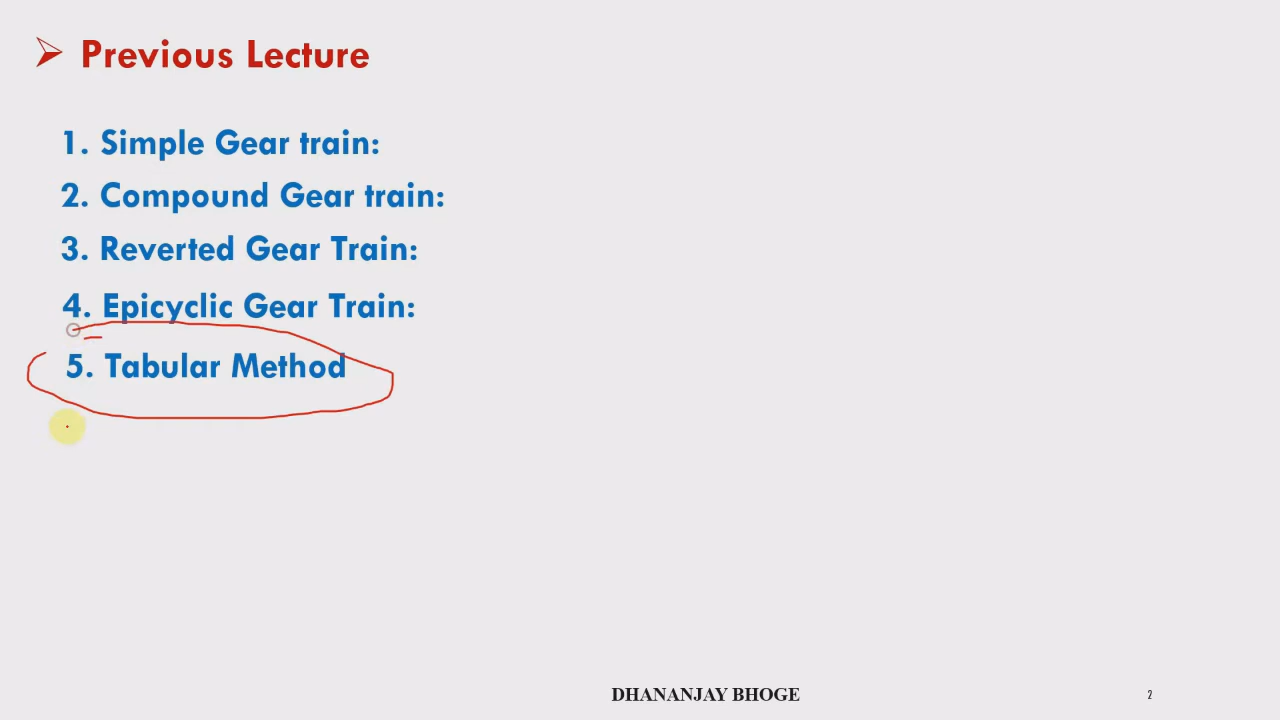 Previous Lecture
1. Simple Gear train:
2. Compound Gear train:
3. Reverted Gear Train:
4. Epicyclic Gear Train:
5. Tabular Method
DHANANJAY BHOGE
2